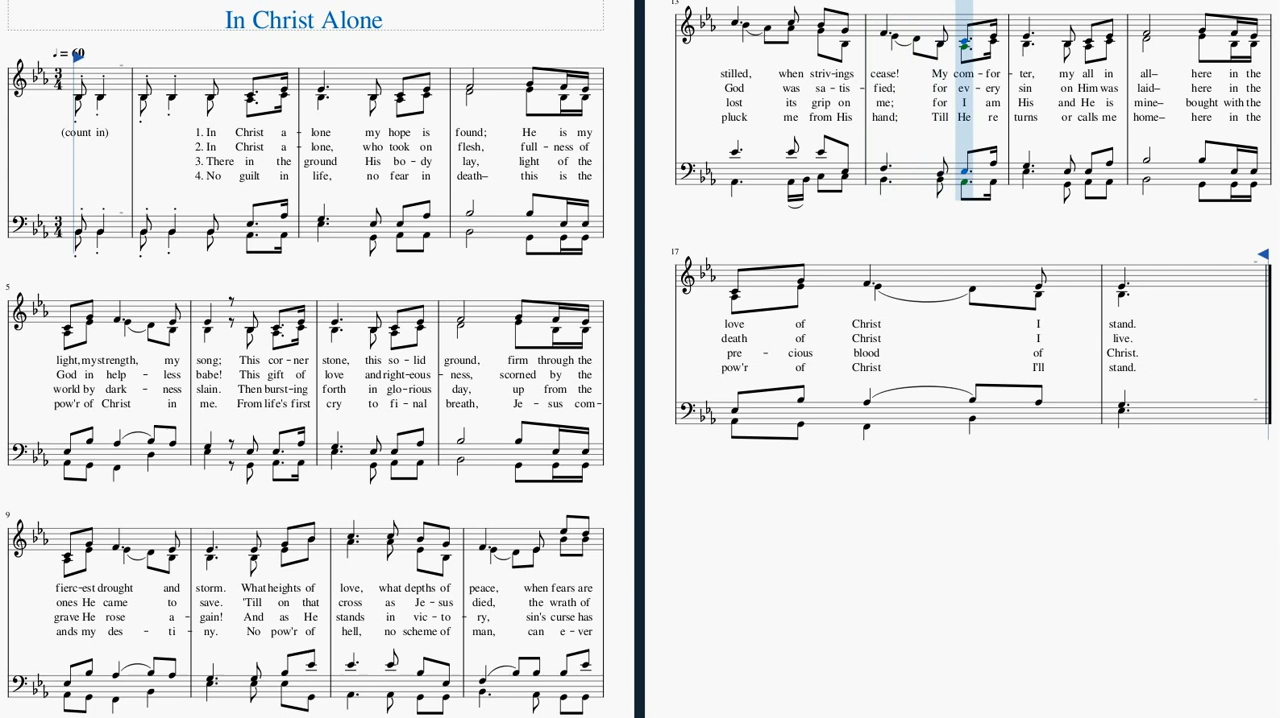 In Christ Alone
♩ = 60
(count in) 1. In Christ a - lone my hope is found; He is my
2. In Christ a - lone, who took on flesh, full - ness of
3. There in the ground His bo - dy lay, light of the
4. No guilt in life, no fear in death– this is the
3
4
3
4
5
light, my strength, my song; This cor - ner stone, this so - lid ground, firm through the
God in help - less babe! This gift of love and right - eous - ness, scorned by the
world by dark - ness slain. Then burst - ing forth in glo - rious day, up from the
pow'r of Christ in me. From life's first cry to fi - nal breath, Je - sus com -
9
fierc - est drought and storm. What heights of love, what depths of peace, when fears are
ones He came to save. 'Till on that cross as Je - sus died, the wrath of
grave He rose a - gain! And as He stands in vic - to - ry, sin's curse has
ands my des - ti - ny. No pow'r of hell, no scheme of man, can e - ver
13
stilled, when striv - ings cease! My com - for - ter, my all in all– here in the
God was sa - tis - fied; for ev - ery sin on Him was laid– here in the
lost its grip on me; for I am His and He is mine– bought with the
pluck me from His hand; Till He re turns or calls me home– here in the
17
love of Christ I stand.
death of Christ I live.
pre - cious blood of Christ.
pow'r of Christ I'll stand.